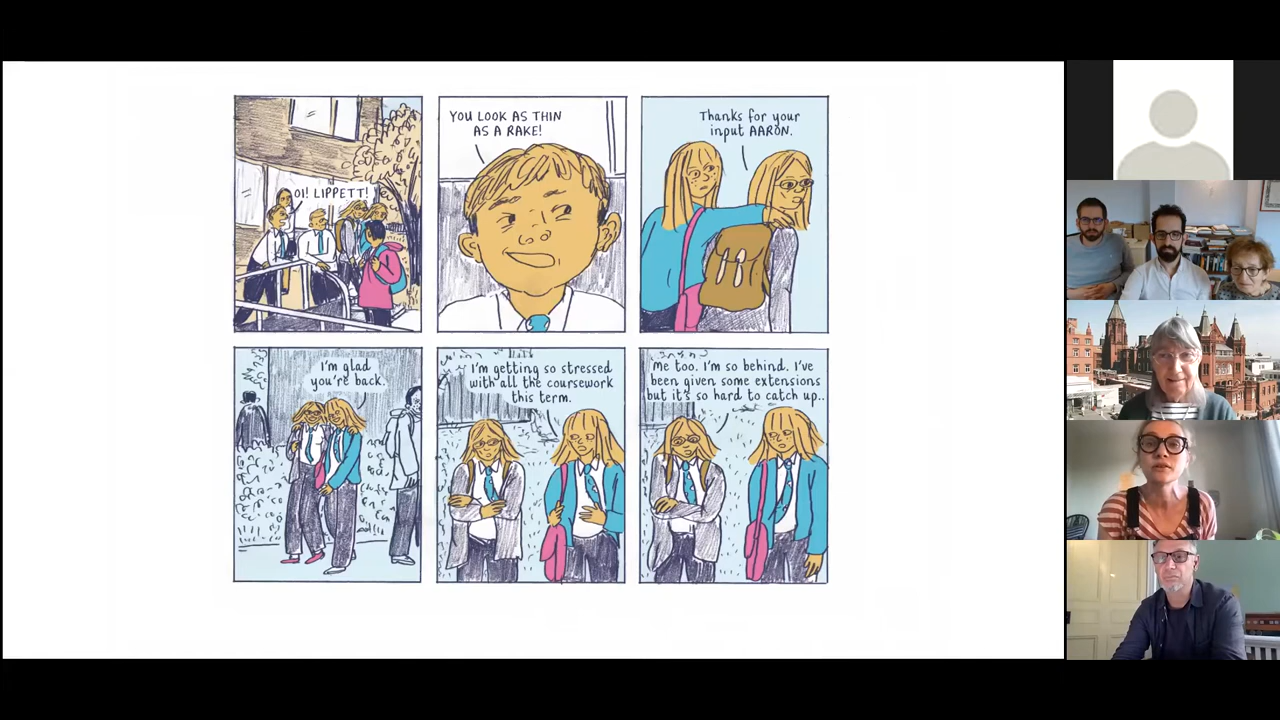 OI! LIPPETT!
YOU LOOK AS THIN
AS A RAKE!
Thanks for your
input AARON.
I'm glad
you're back.
I'm getting so stressed
with all the coursework
this term.
Me too. I'm so behind. I've
been given some extensions
but it's so hard to catch up..